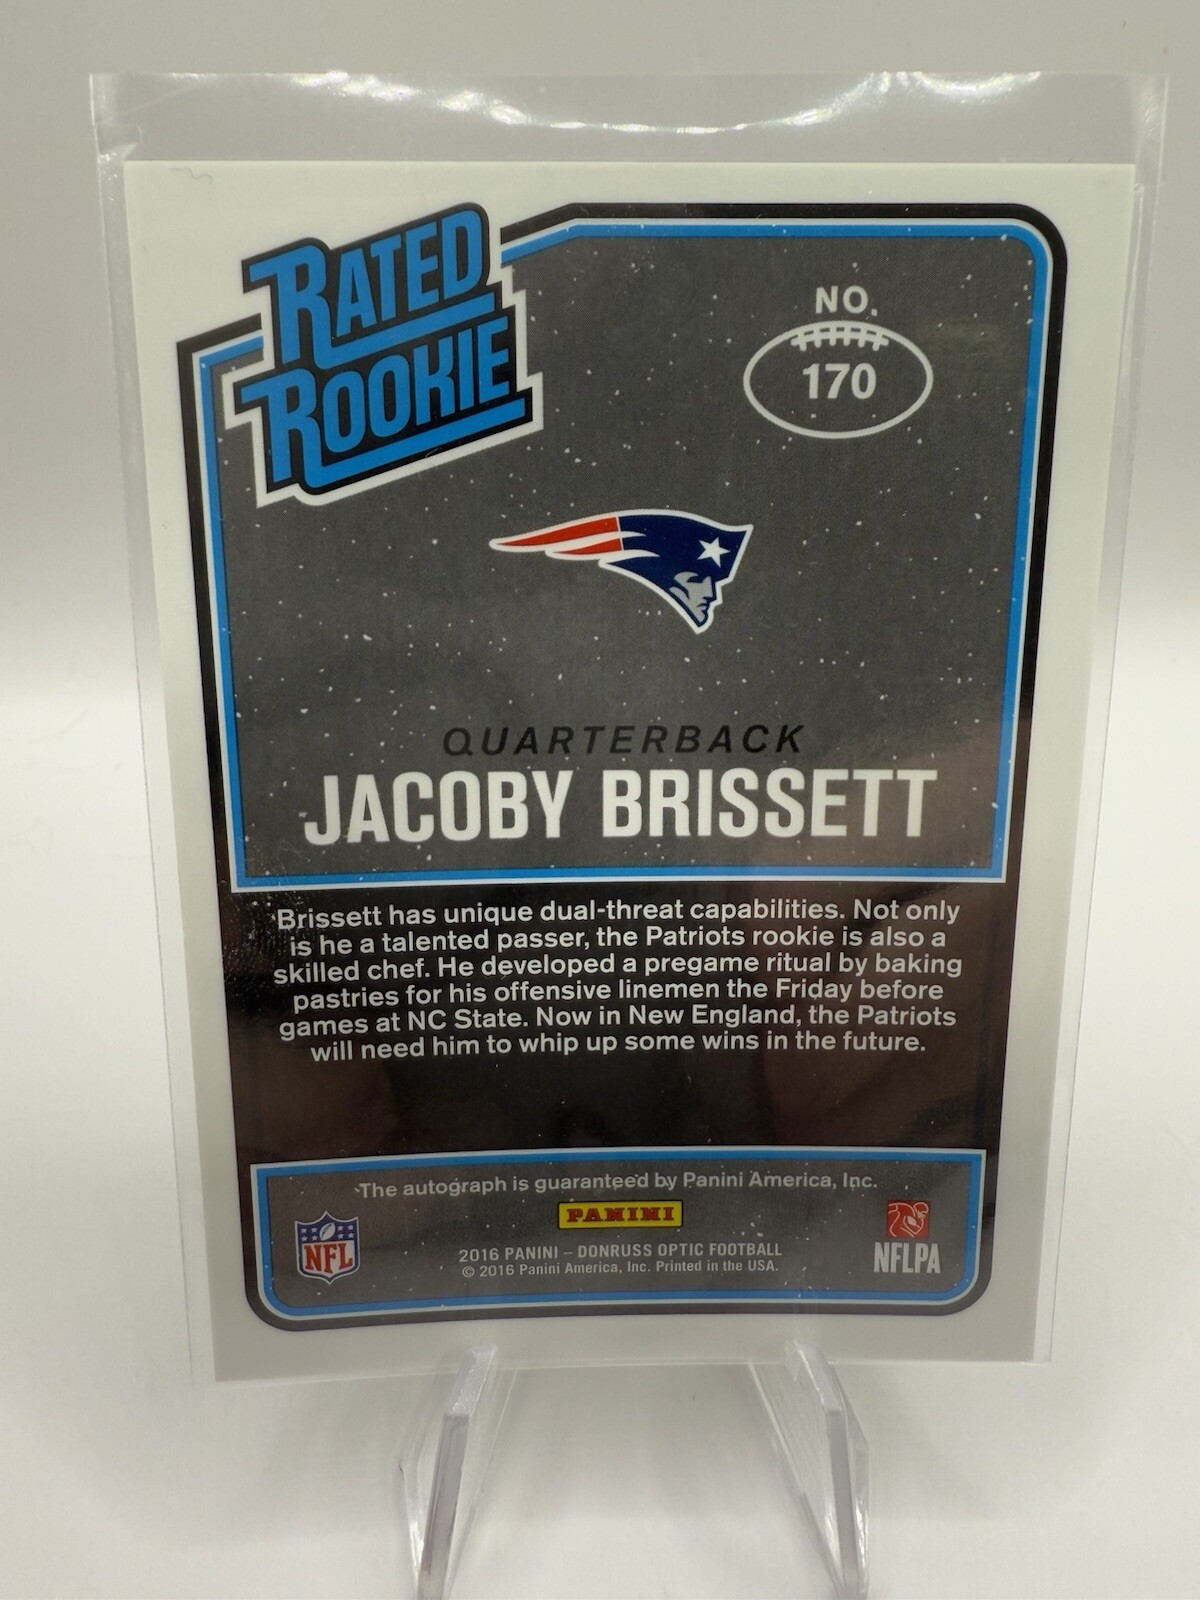 RATED
ROOKIE
NO.
170
QUARTERBACK
JACOBY BRISSETT
Brissett has unique dual-threat capabilities. Not only
is he a talented passer, the Patriots rookie is also a
skilled chef. He developed a pregame ritual by baking
pastries for his offensive linemen the Friday before
games at NC State. Now in New England, the Patriots
will need him to whip up some wins in the future.
The autograph is guaranteed by Panini America, Inc.
PANINI
NFL
2016 PANINI – DONRUSS OPTIC FOOTBALL
© 2016 Panini America, Inc. Printed in the USA.
NFLPA